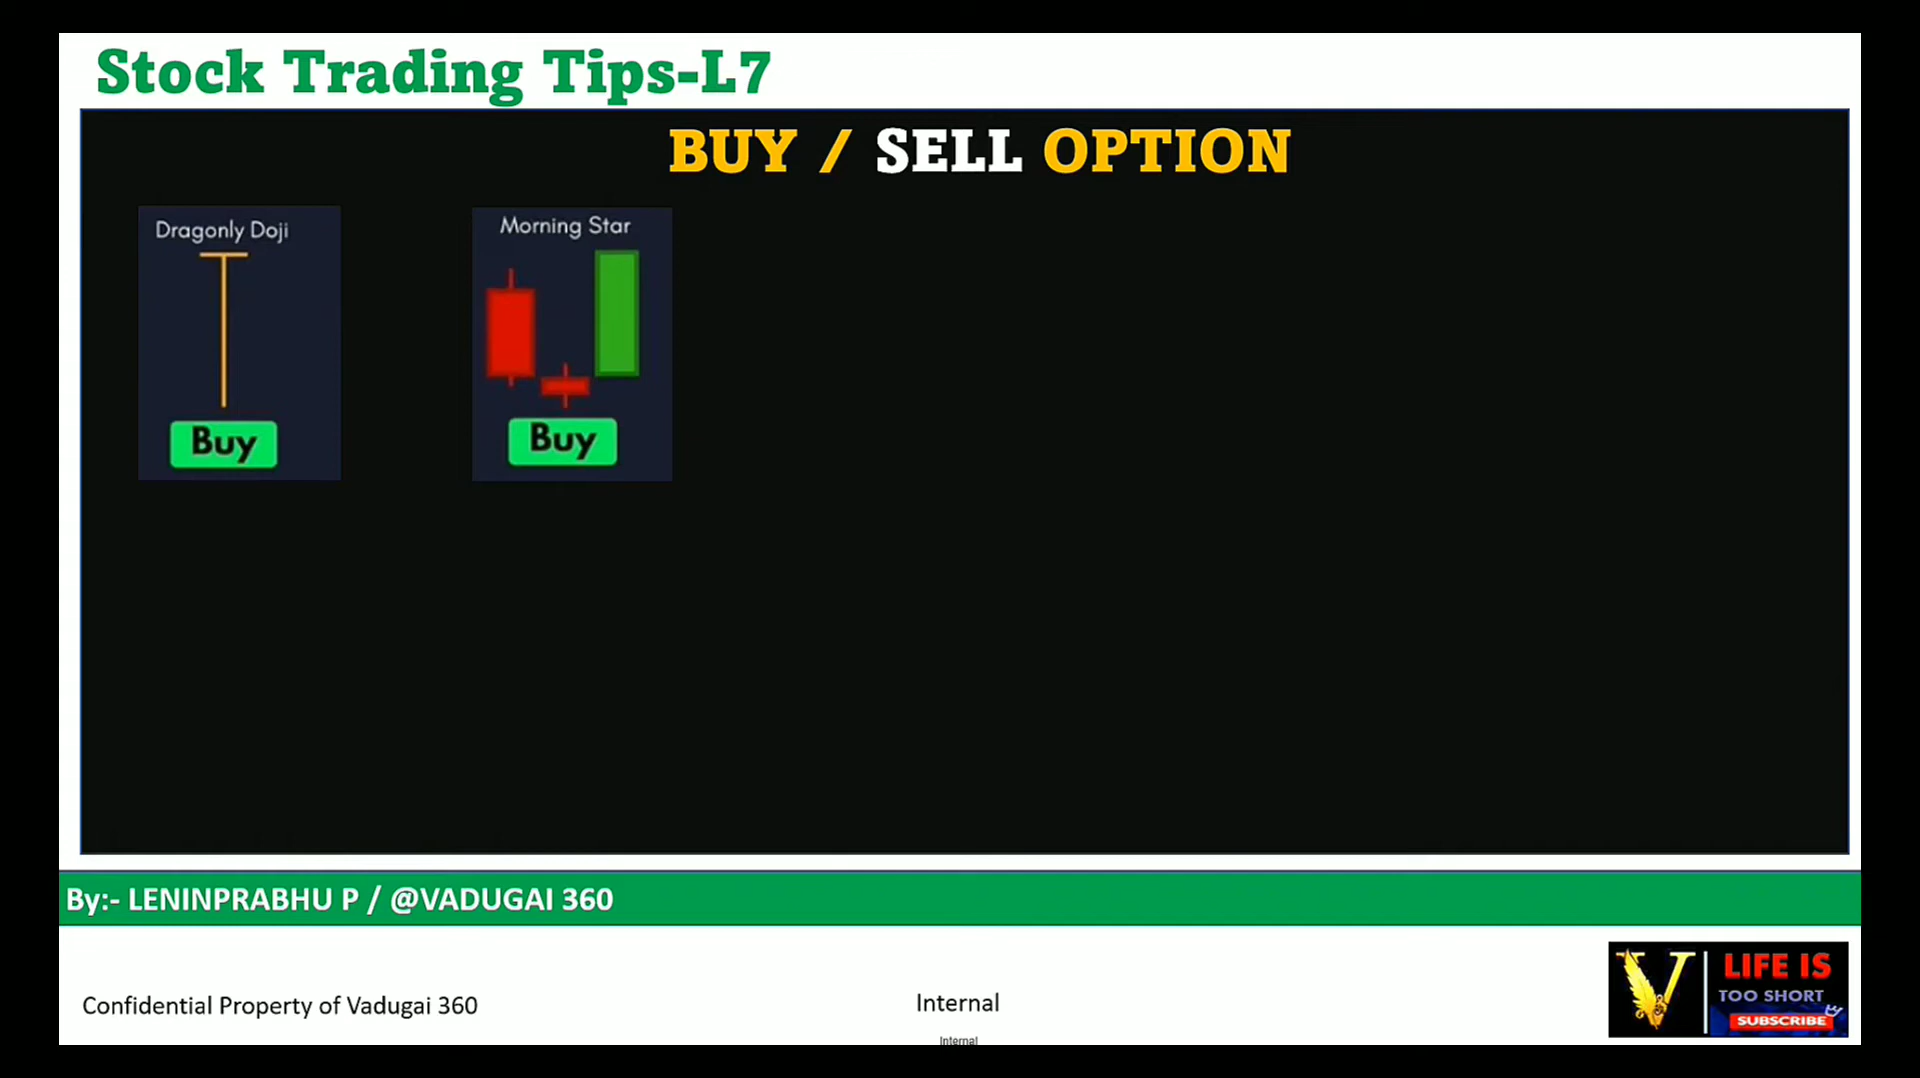 Stock Trading Tips-L7
BUY / SELL OPTION
Dragonly Doji
Morning Star
Buy
Buy
By:- LENINPRABHU P / @VADUGAI 360
Confidential Property of Vadugai 360
Internal
Internal
V
LIFE IS
TOO SHORT
SUBSCRIBE